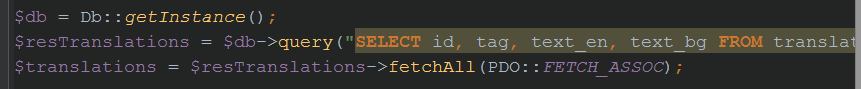 $db = Db::getInstance();
$resTranslations = $db->query("SELECT id, tag, text_en, text_bg FROM translat
$translations = $resTranslations->fetchAll(PDO::FETCH_ASSOC);